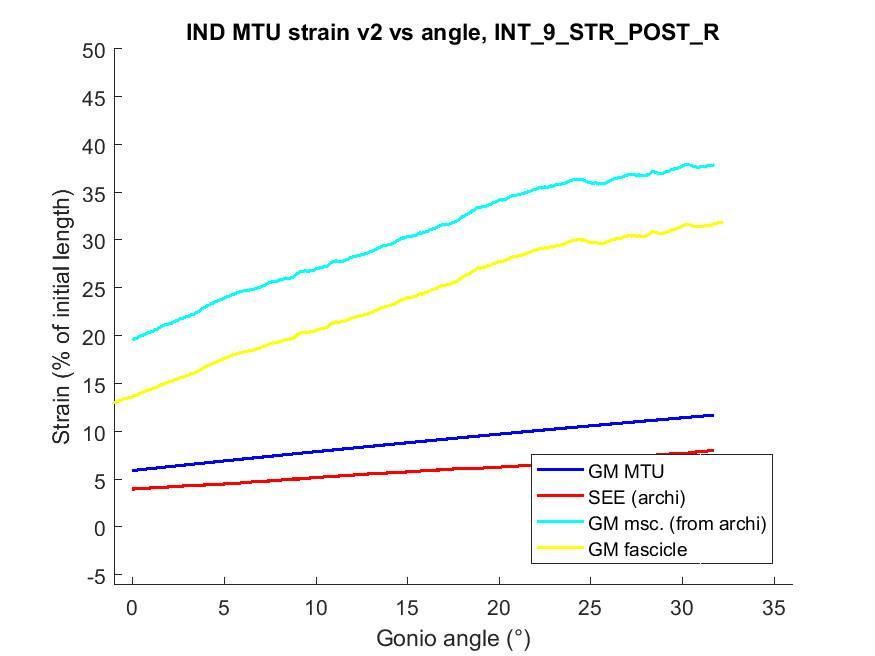 IND MTU strain v2 vs angle, INT_9_STR_POST_R
Strain (% of initial length)
50
45
40
35
30
25
20
15
10
5
0
-5
GM MTU
SEE (archi)
GM msc. (from archi)
GM fascicle
0 5 10 15 20 25 30 35
Gonio angle (°)